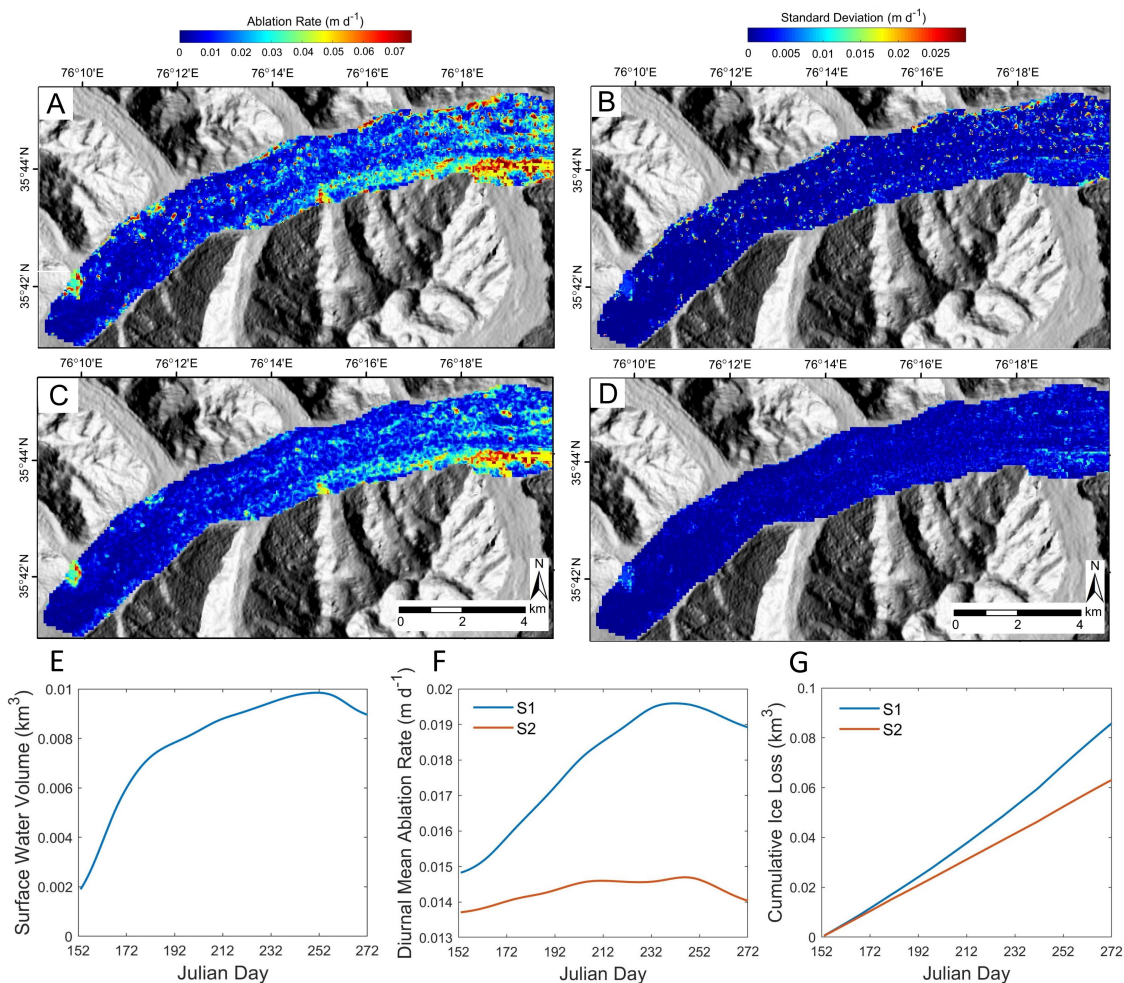 Ablation Rate (m d⁻¹)
0 0.01 0.02 0.03 0.04 0.05 0.06 0.07
Standard Deviation (m d⁻¹)
0 0.005 0.01 0.015 0.02 0.025
76°10'E 76°12'E 76°14'E 76°16'E 76°18'E
76°10'E 76°12'E 76°14'E 76°16'E 76°18'E
A
35°44'N
35°42'N
B
35°44'N
35°42'N
76°10'E 76°12'E 76°14'E 76°16'E 76°18'E
76°10'E 76°12'E 76°14'E 76°16'E 76°18'E
C
35°44'N
35°42'N
N
0 2 4
km
D
35°44'N
35°42'N
N
0 2 4
km
E
Surface Water Volume (km³)
0.01
0.008
0.006
0.004
0.002
0
152 172 192 212 232 252 272
Julian Day
F
Diurnal Mean Ablation Rate (m d⁻¹)
0.02
0.019
0.018
0.017
0.016
0.015
0.014
0.013
S1
S2
152 172 192 212 232 252 272
Julian Day
G
Cumulative Ice Loss (km³)
0.1
0.08
0.06
0.04
0.02
0
S1
S2
152 172 192 212 232 252 272
Julian Day